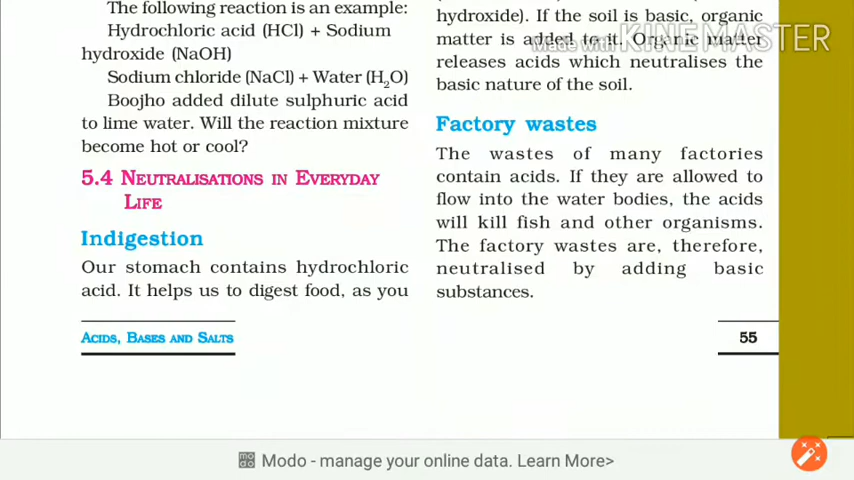 The following reaction is an example:
Hydrochloric acid (HCl) + Sodium
hydroxide (NaOH)
Sodium chloride (NaCl) + Water (H₂O)
Boojho added dilute sulphuric acid
to lime water. Will the reaction mixture
become hot or cool?
5.4 NEUTRALISATIONS IN EVERYDAY
LIFE
Indigestion
Our stomach contains hydrochloric
acid. It helps us to digest food, as you
ACIDS, BASES AND SALTS
hydroxide). If the soil is basic, organic
matter is added to it. Organic matter
releases acids which neutralises the
basic nature of the soil.
Factory wastes
The wastes of many factories
contain acids. If they are allowed to
flow into the water bodies, the acids
will kill fish and other organisms.
The factory wastes are, therefore,
neutralised by adding basic
substances.
55
Made with KINEMASTER
Modo - manage your online data. Learn More>